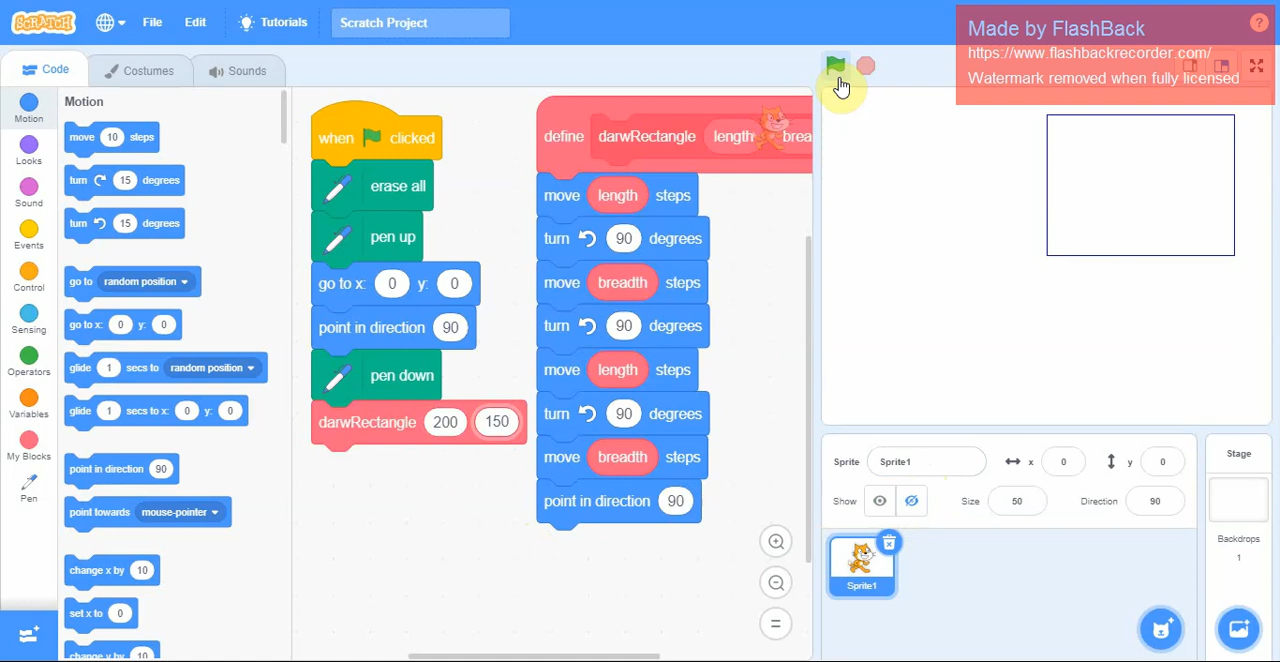 SCRATCH File Edit Tutorials Scratch Project
Made by FlashBack
https://www.flashbackrecorder.com/
Watermark removed when fully licensed
?
Code Costumes Sounds
Motion
Looks
Sound
Events
Control
Sensing
Operators
Variables
My Blocks
Pen
Motion
move 10 steps
turn 15 degrees
turn 15 degrees
go to random position
go to x: 0 y: 0
glide 1 secs to random position
glide 1 secs to x: 0 y: 0
point in direction 90
point towards mouse-pointer
change x by 10
set x to 0
change y by 10
when clicked
erase all
pen up
go to x: 0 y: 0
point in direction 90
pen down
darwRectangle 200 150
define darwRectangle length brea
move length steps
turn 90 degrees
move breadth steps
turn 90 degrees
move length steps
turn 90 degrees
move breadth steps
point in direction 90
Sprite Sprite1 x 0 y 0
Show Size 50 Direction 90
Sprite1
Stage
Backdrops
1